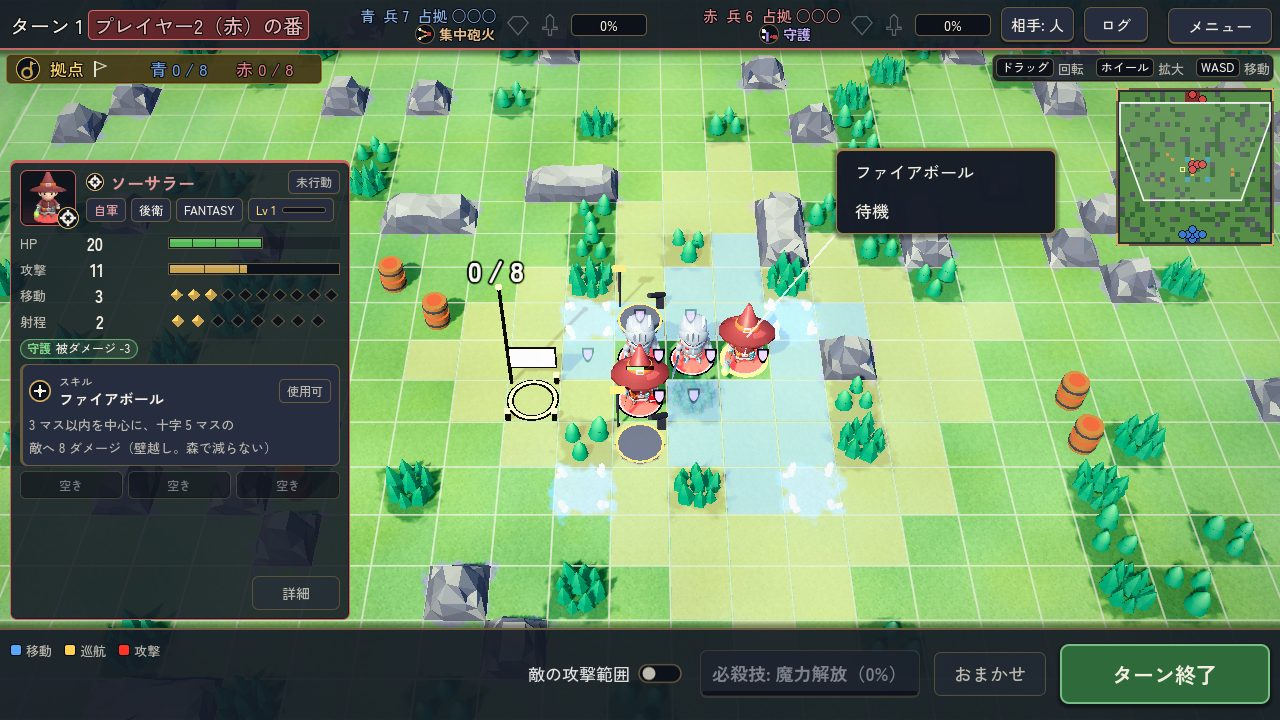 ターン 1 プレイヤー2（赤）の番
青 兵 7 占拠 〇〇〇
集中砲火
0%
赤 兵 6 占拠 〇〇〇
守護
0%
相手: 人
ログ
メニュー
拠点 青 0 / 8 赤 0 / 8
ドラッグ 回転 ホイール 拡大 WASD 移動
ソーサラー
未行動
自軍 後衛 FANTASY Lv 1
HP 20
攻撃 11
移動 3
射程 2
守護 被ダメージ -3
スキル
ファイアボール
使用可
3 マス以内を中心に、十字 5 マスの
敵へ 8 ダメージ（壁越し。森で減らない）
空き 空き 空き
詳細
0 / 8
ファイアボール
待機
移動 巡航 攻撃
敵の攻撃範囲
必殺技: 魔力解放（0%）
おまかせ
ターン終了